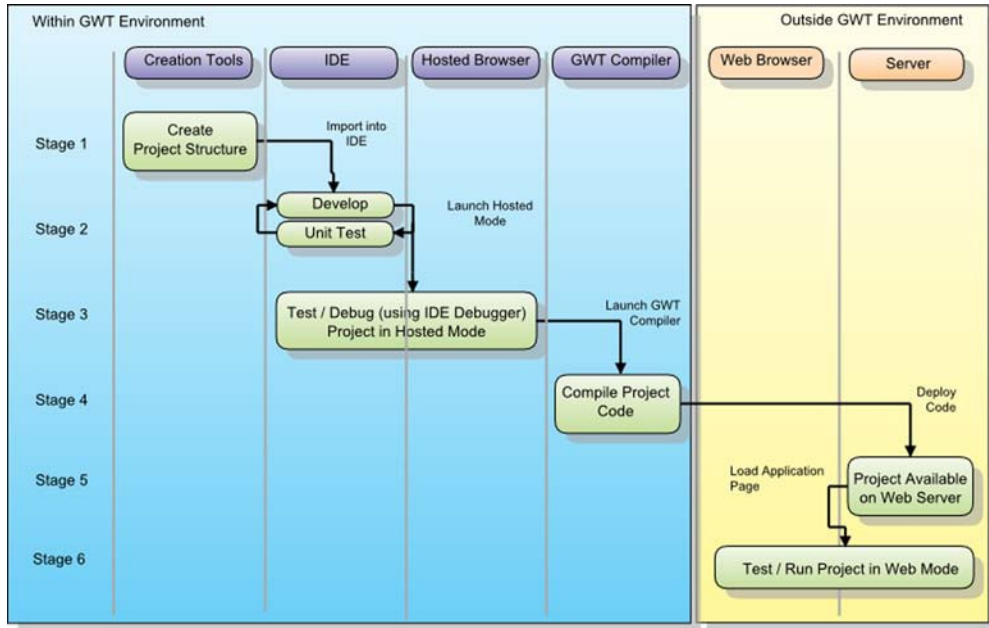 Within GWT Environment
Outside GWT Environment
Creation Tools
IDE
Hosted Browser
GWT Compiler
Web Browser
Server
Stage 1
Create
Project Structure
Import into
IDE
Stage 2
Develop
Unit Test
Launch Hosted
Mode
Stage 3
Test / Debug (using IDE Debugger)
Project in Hosted Mode
Launch GWT
Compiler
Stage 4
Compile Project
Code
Deploy
Code
Stage 5
Load Application
Page
Project Available
on Web Server
Stage 6
Test / Run Project in Web Mode